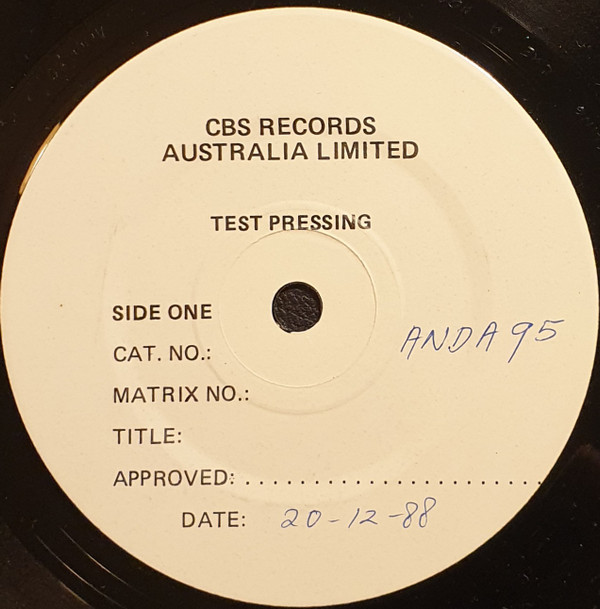 CBS RECORDS
AUSTRALIA LIMITED
TEST PRESSING
SIDE ONE
CAT. NO.: ANDA 95
MATRIX NO.:
TITLE:
APPROVED: . . . . . . . . . . . . . . . . . . . . . .
DATE: 20-12-88